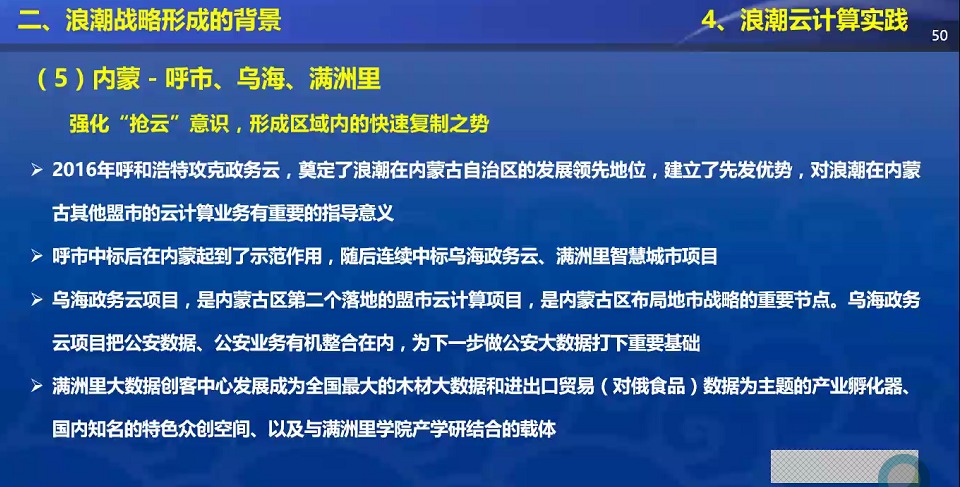 二、浪潮战略形成的背景
4、浪潮云计算实践
50
（5）内蒙－呼市、乌海、满洲里
强化“抢云”意识，形成区域内的快速复制之势
➢ 2016年呼和浩特攻克政务云，奠定了浪潮在内蒙古自治区的发展领先地位，建立了先发优势，对浪潮在内蒙
古其他盟市的云计算业务有重要的指导意义
➢ 呼市中标后在内蒙起到了示范作用，随后连续中标乌海政务云、满洲里智慧城市项目
➢ 乌海政务云项目，是内蒙古区第二个落地的盟市云计算项目，是内蒙古区布局地市战略的重要节点。乌海政务
云项目把公安数据、公安业务有机整合在内，为下一步做公安大数据打下重要基础
➢ 满洲里大数据创客中心发展成为全国最大的木材大数据和进出口贸易（对俄食品）数据为主题的产业孵化器、
国内知名的特色众创空间、以及与满洲里学院产学研结合的载体